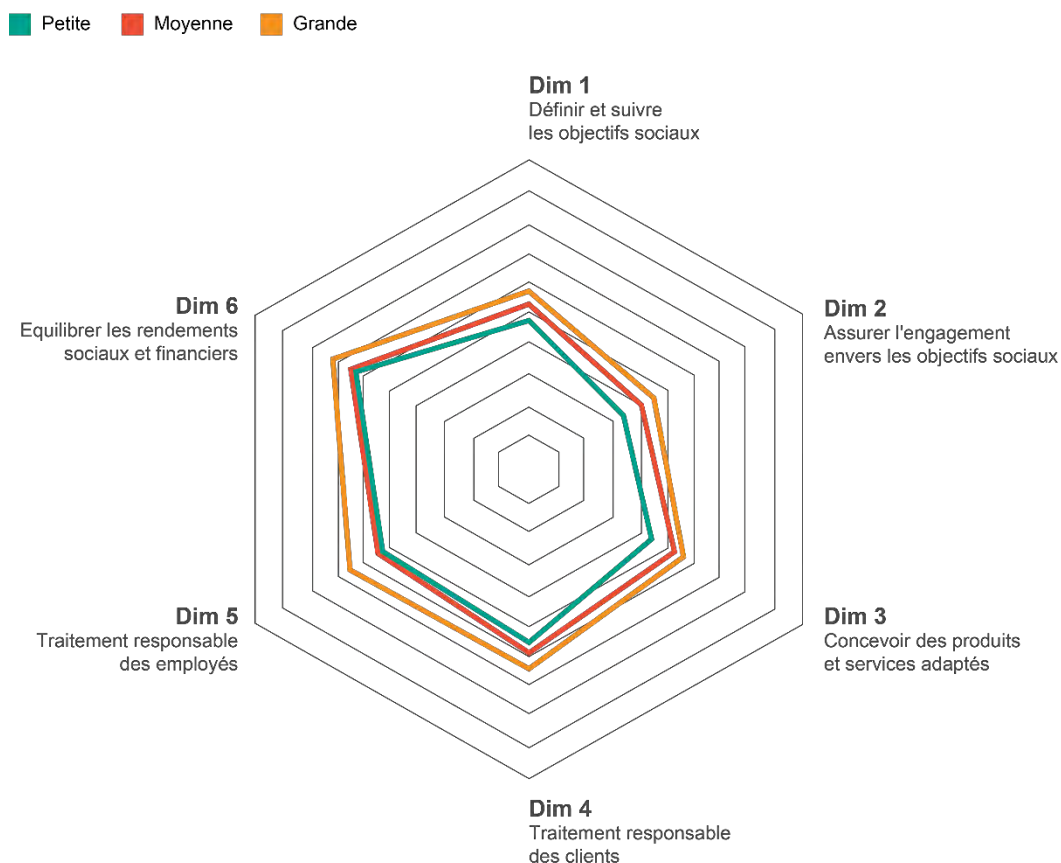 Petite Moyenne Grande
Dim 1
Définir et suivre
les objectifs sociaux
Dim 2
Assurer l'engagement
envers les objectifs sociaux
Dim 3
Concevoir des produits
et services adaptés
Dim 4
Traitement responsable
des clients
Dim 5
Traitement responsable
des employés
Dim 6
Equilibrer les rendements
sociaux et financiers